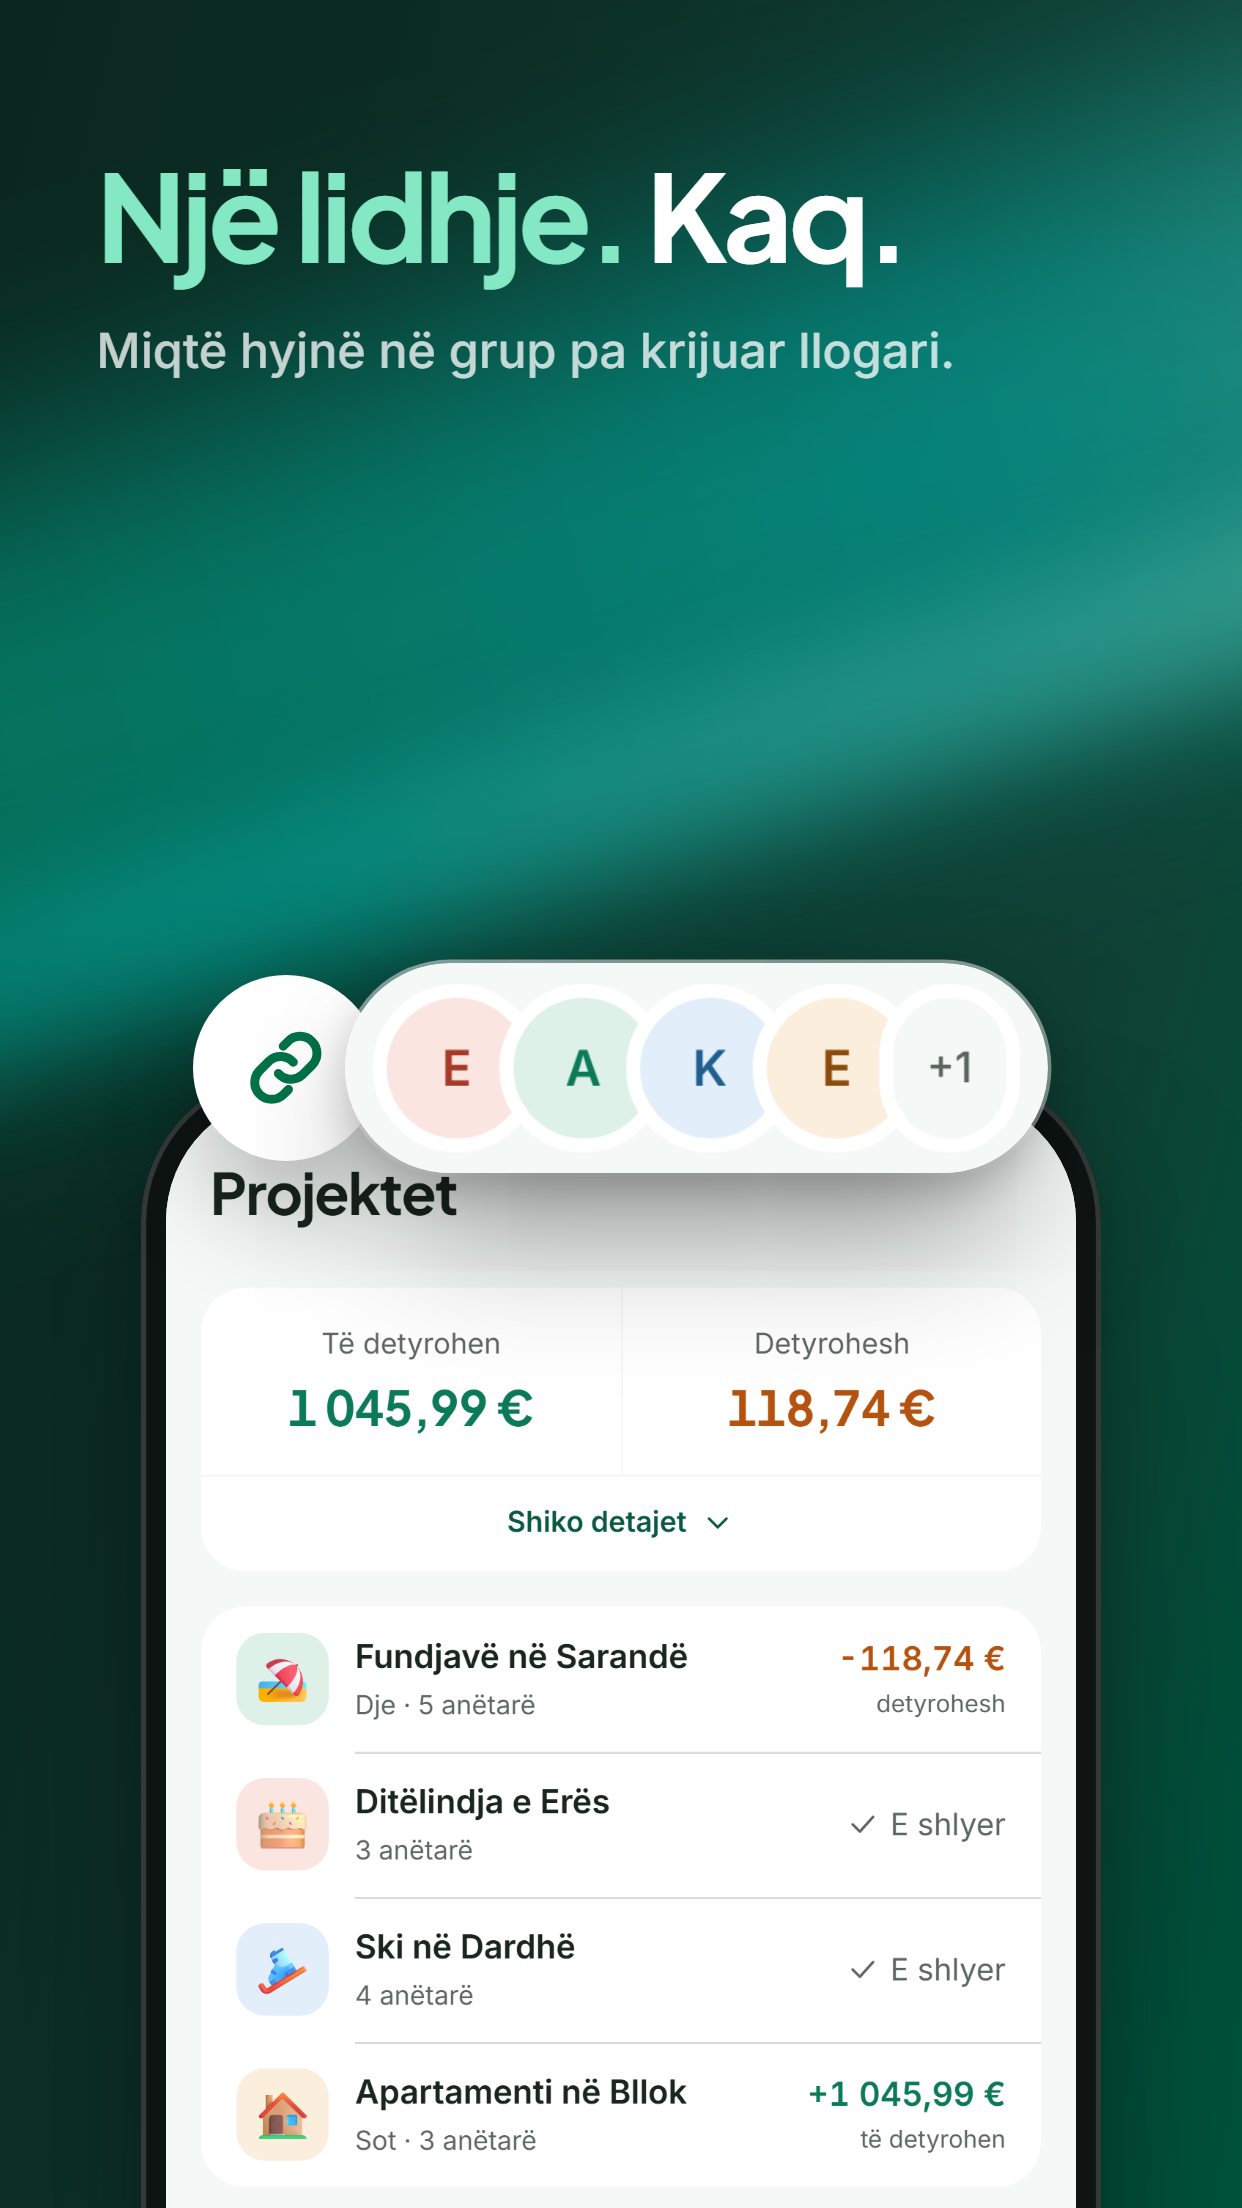 Një lidhje. Kaq.
Miqtë hyjnë në grup pa krijuar llogari.
E A K E +1
Projektet
Të detyrohen
1 045,99 €
Detyrohesh
118,74 €
Shiko detajet
Fundjavë në Sarandë
Dje · 5 anëtarë
-118,74 €
detyrohesh
Ditëlindja e Erës
3 anëtarë
E shlyer
Ski në Dardhë
4 anëtarë
E shlyer
Apartamenti në Bllok
Sot · 3 anëtarë
+1 045,99 €
të detyrohen